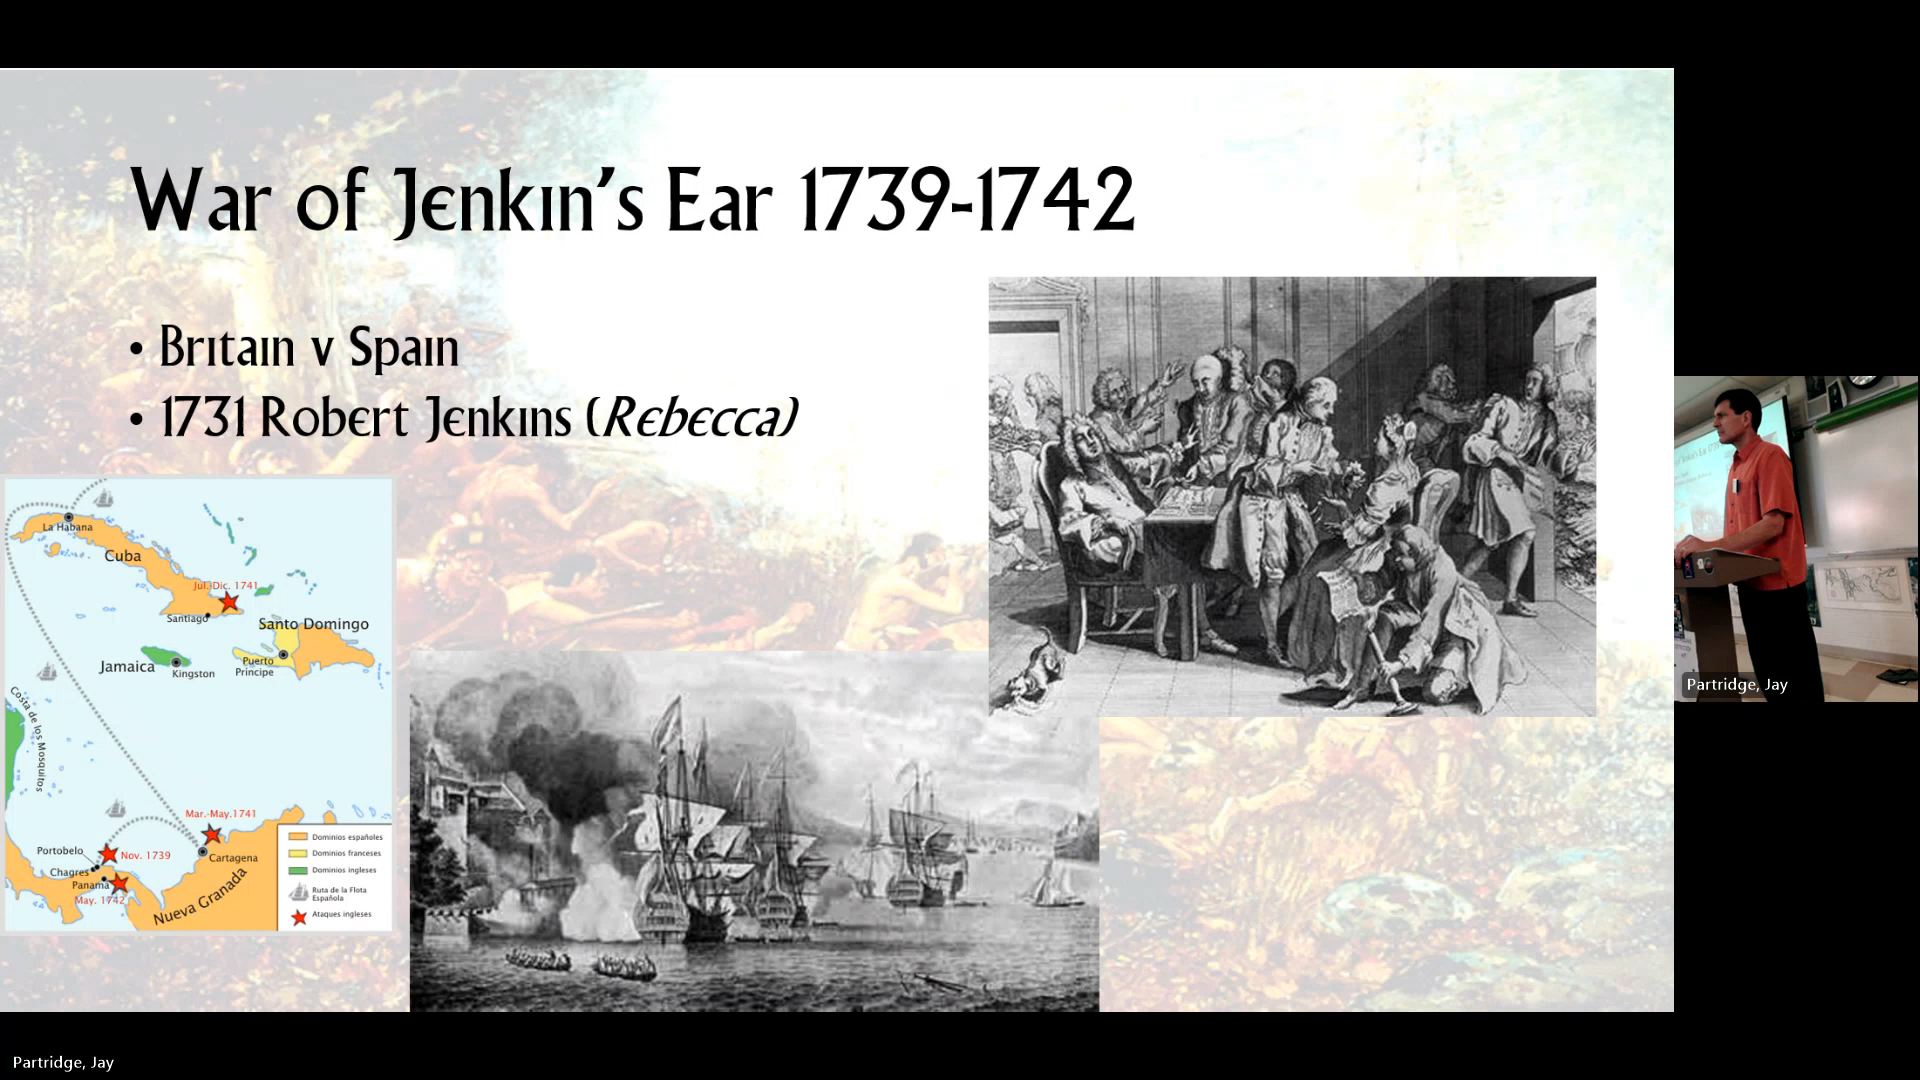 War of Jenkin's Ear 1739-1742
• Britain v Spain
• 1731 Robert Jenkins (Rebecca)
La Habana
Cuba
Jul.-Dic. 1741
Santiago
Santo Domingo
Jamaica
Kingston
Puerto
Principe
Costa de los Mosquitos
Mar.-May.1741
Portobelo
Nov. 1739
Cartagena
Chagres
Panama
May. 1742
Nueva Granada
Dominios españoles
Dominios franceses
Dominios ingleses
Ruta de la Flota
Española
Ataques ingleses
Partridge, Jay
Partridge, Jay